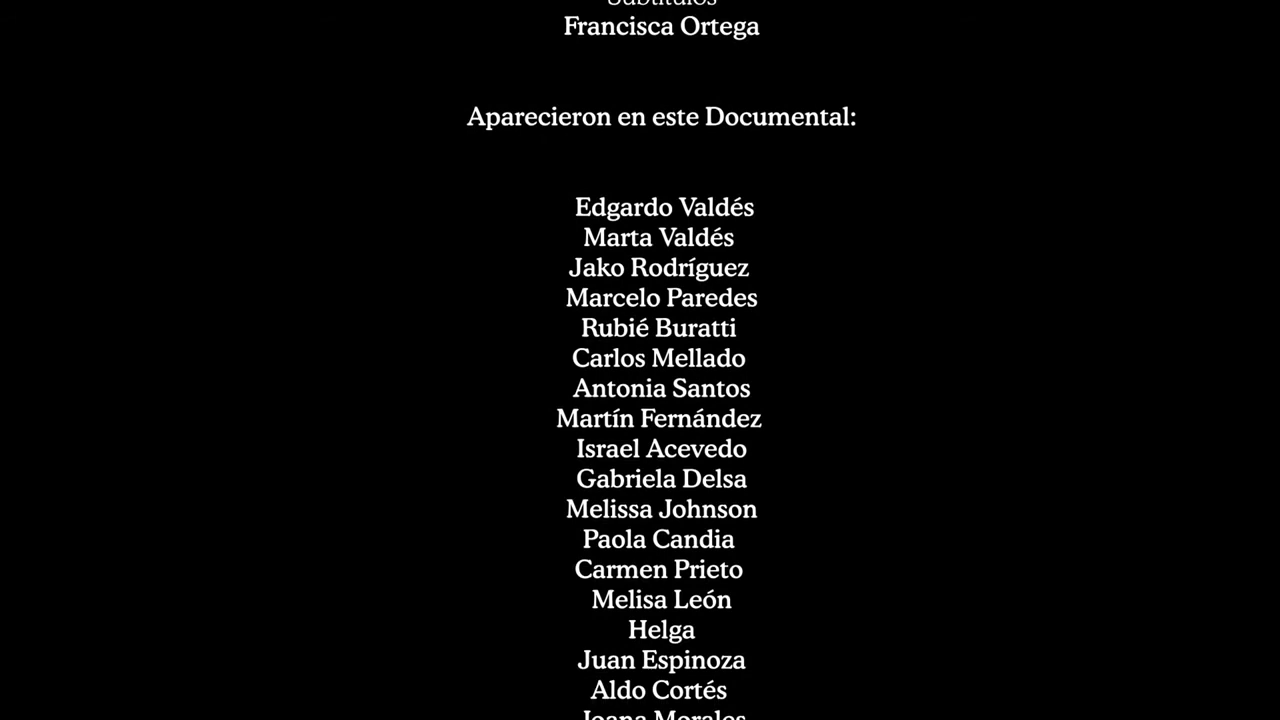 Subtítulos
Francisca Ortega
Aparecieron en este Documental:
Edgardo Valdés
Marta Valdés
Jako Rodríguez
Marcelo Paredes
Rubié Buratti
Carlos Mellado
Antonia Santos
Martín Fernández
Israel Acevedo
Gabriela Delsa
Melissa Johnson
Paola Candia
Carmen Prieto
Melisa León
Helga
Juan Espinoza
Aldo Cortés
Joana Morales